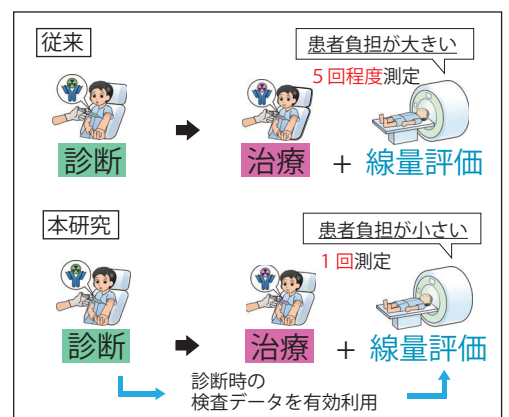 従来
患者負担が大きい
5回程度測定
診断 治療 + 線量評価
本研究
患者負担が小さい
1回測定
診断 治療 + 線量評価
診断時の
検査データを有効利用